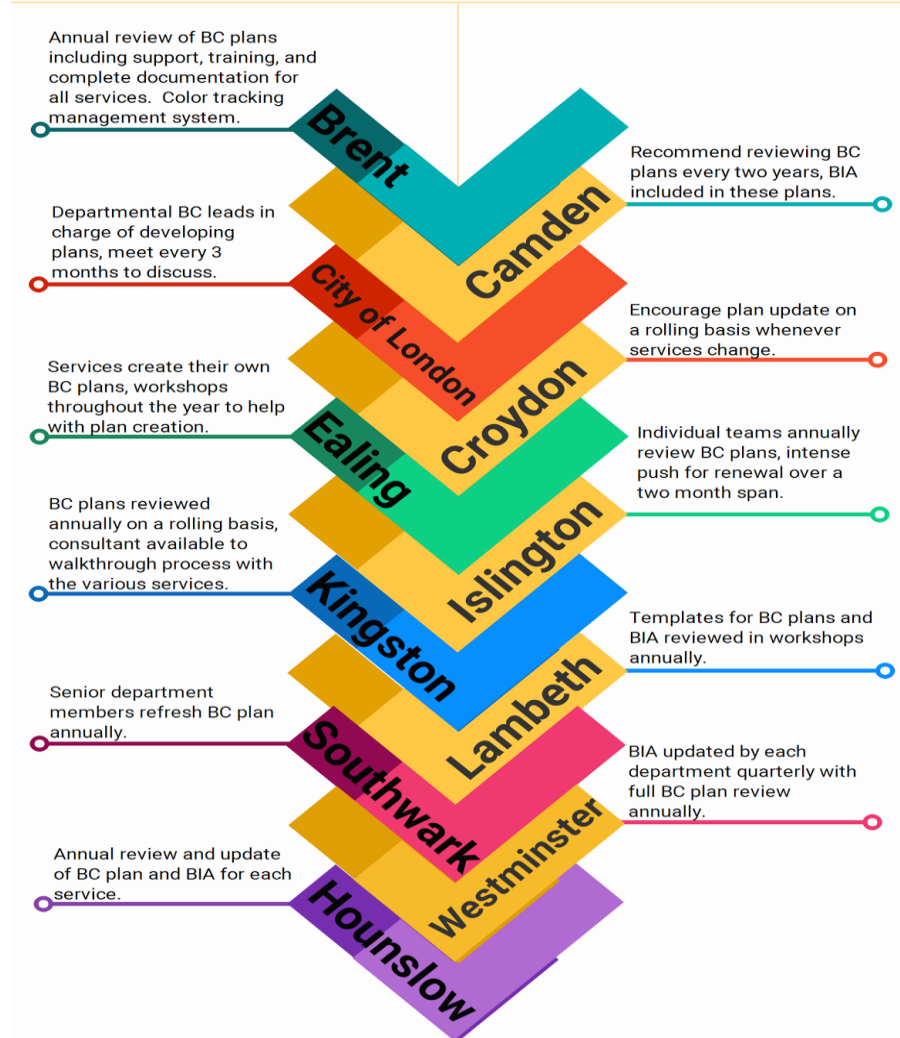 Annual review of BC plans
including support, training, and
complete documentation for
all services.  Color tracking
management system.
Brent
Recommend reviewing BC
plans every two years, BIA
included in these plans.
Camden
Departmental BC leads in
charge of developing
plans, meet every 3
months to discuss.
City of London
Encourage plan update on
a rolling basis whenever
services change.
Croydon
Services create their own
BC plans, workshops
throughout the year to help
with plan creation.
Ealing
Individual teams annually
review BC plans, intense
push for renewal over a
two month span.
Islington
BC plans reviewed
annually on a rolling basis,
consultant available to
walkthrough process with
the various services.
Kingston
Templates for BC plans and
BIA reviewed in workshops
annually.
Lambeth
Senior department
members refresh BC plan
annually.
Southwark
BIA updated by each
department quarterly with
full BC plan review
annually.
Westminster
Annual review and update
of BC plan and BIA for each
service.
Hounslow